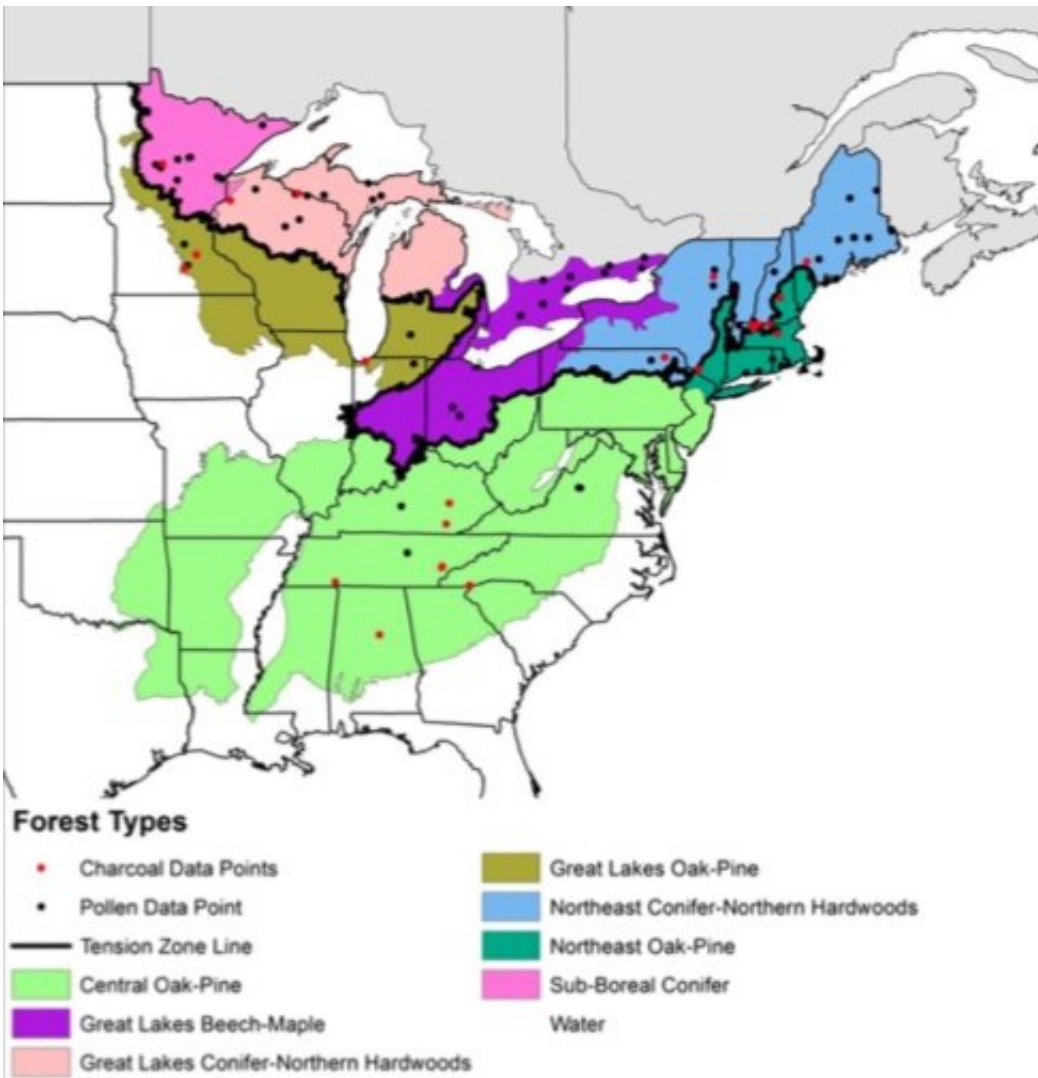 Forest Types
Charcoal Data Points
Pollen Data Point
Tension Zone Line
Central Oak-Pine
Great Lakes Beech-Maple
Great Lakes Conifer-Northern Hardwoods
Great Lakes Oak-Pine
Northeast Conifer-Northern Hardwoods
Northeast Oak-Pine
Sub-Boreal Conifer
Water